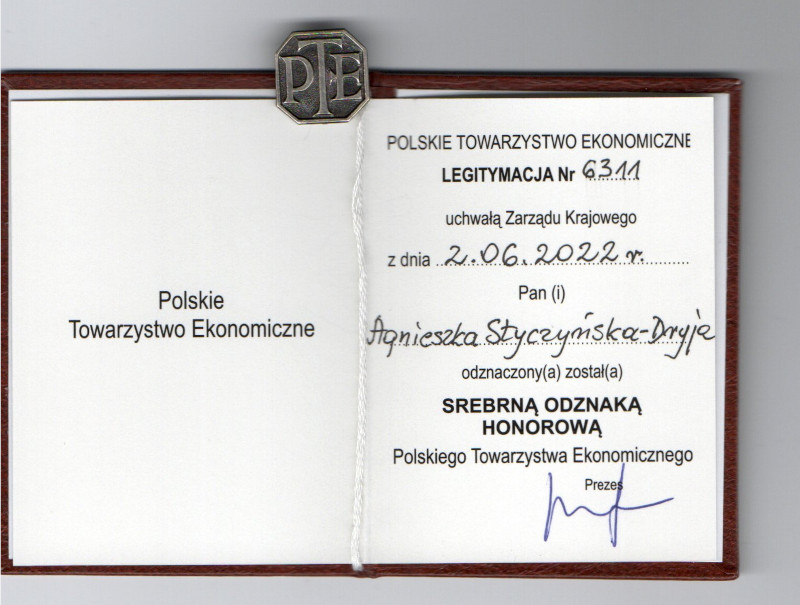 PTE
Polskie
Towarzystwo Ekonomiczne
POLSKIE TOWARZYSTWO EKONOMICZNE
LEGITYMACJA Nr 6311
uchwałą Zarządu Krajowego
z dnia 2.06.2022 r.
Pan (i)
Agnieszka Styczyńska-Dryja
odznaczony(a) został(a)
SREBRNĄ ODZNAKĄ
HONOROWĄ
Polskiego Towarzystwa Ekonomicznego
Prezes